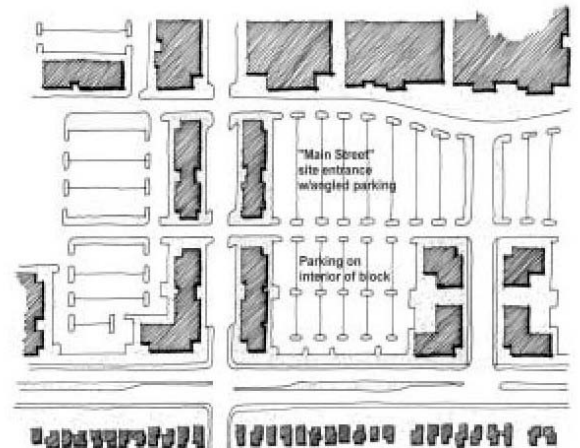 "Main Street"
site entrance
w/angled parking
Parking on
interior of block